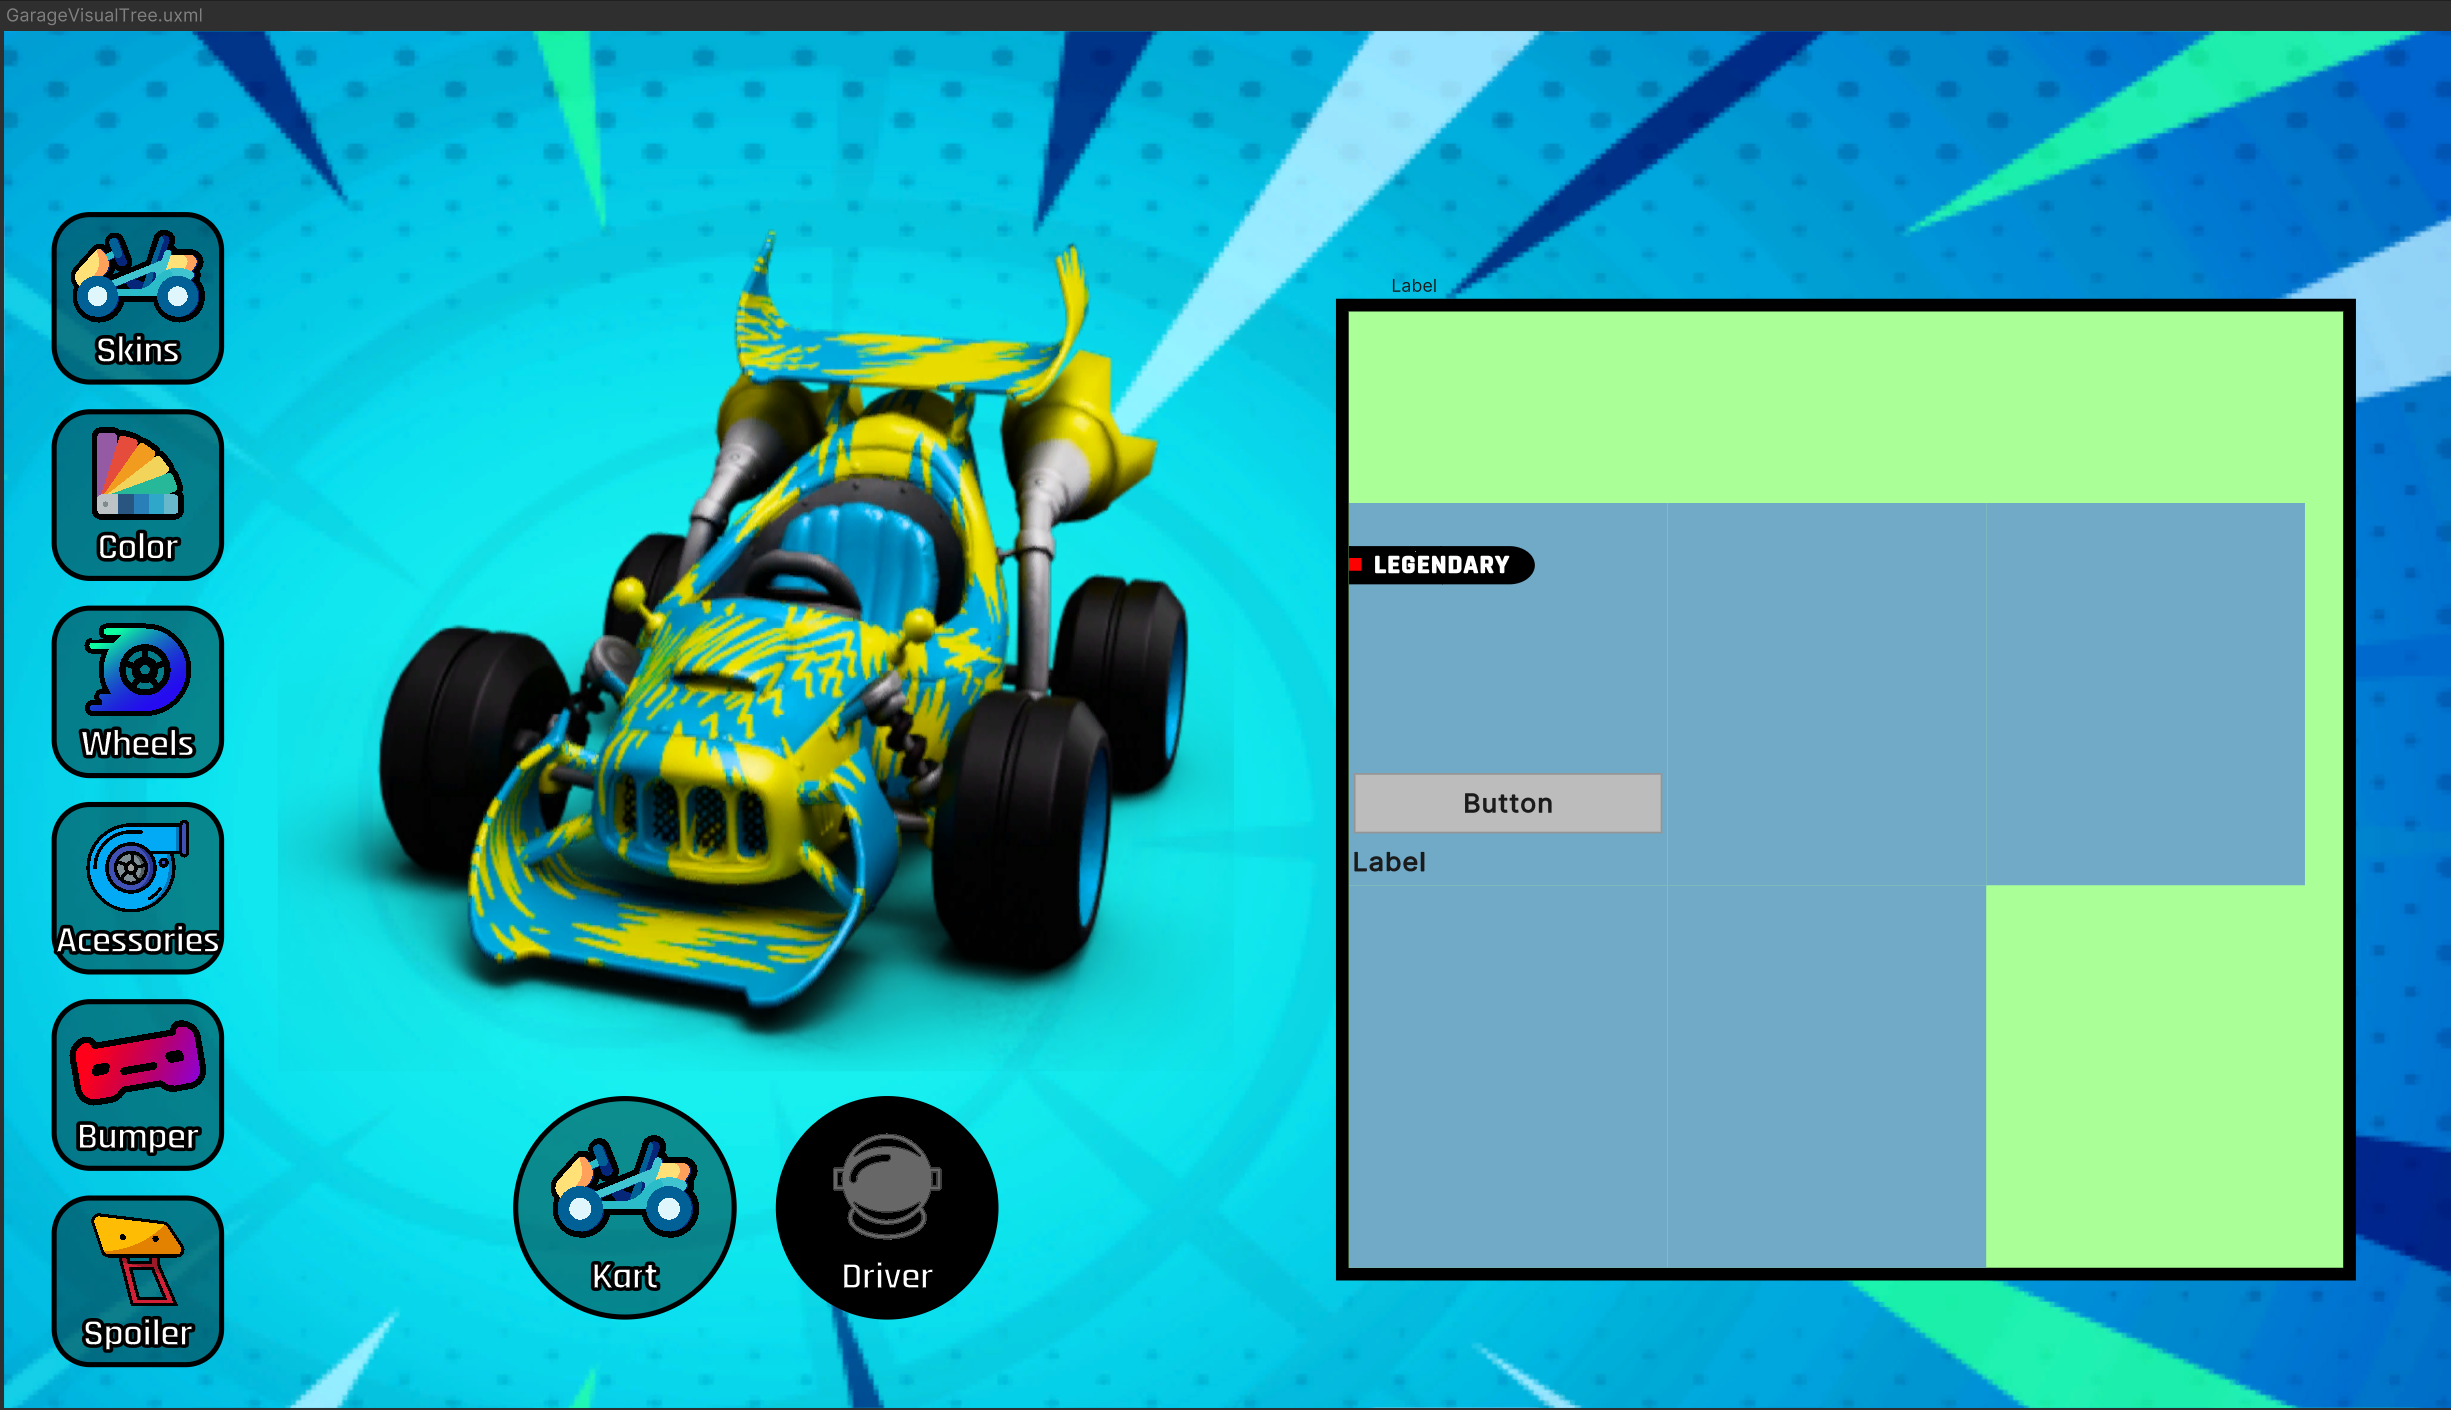 GarageVisualTree.uxml
Skins
Color
Wheels
Acessories
Bumper
Spoiler
Kart
Driver
Label
LEGENDARY
Button
Label